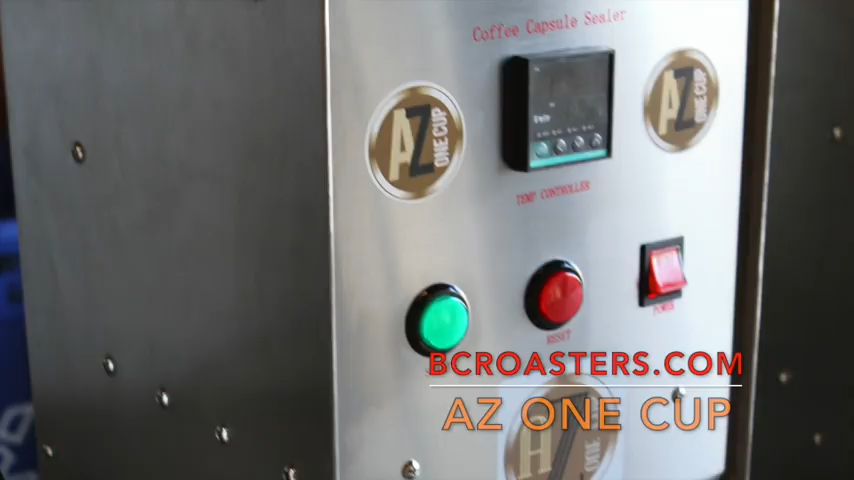 Coffee Capsule Sealer
AZ
ONE CUP
AZ
ONE CUP
TEMP CONTROLLER
POWER
RESET
BCROASTERS.COM
AZ ONE CUP